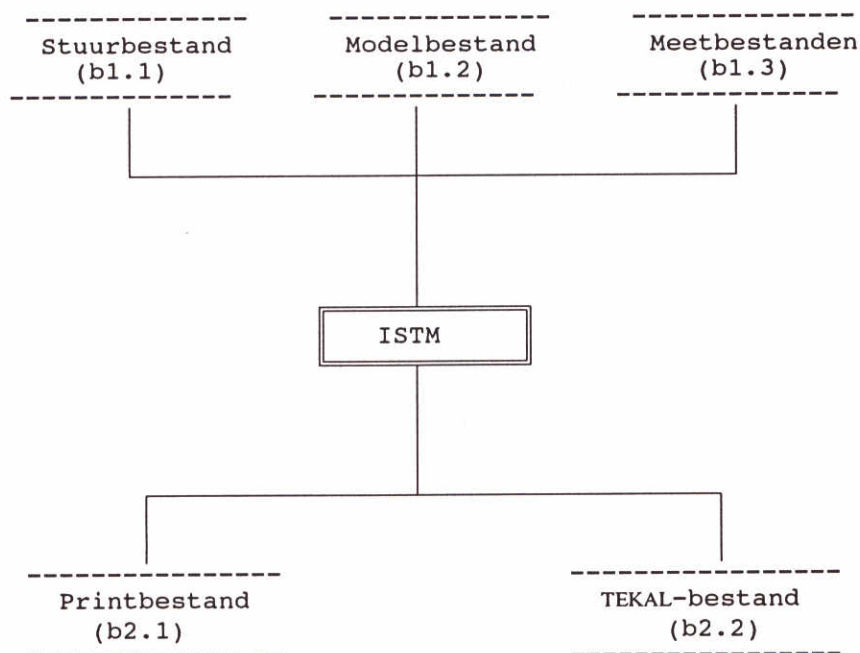 Stuurbestand
(b1.1)
Modelbestand
(b1.2)
Meetbestanden
(b1.3)
ISTM
Printbestand
(b2.1)
TEKAL-bestand
(b2.2)